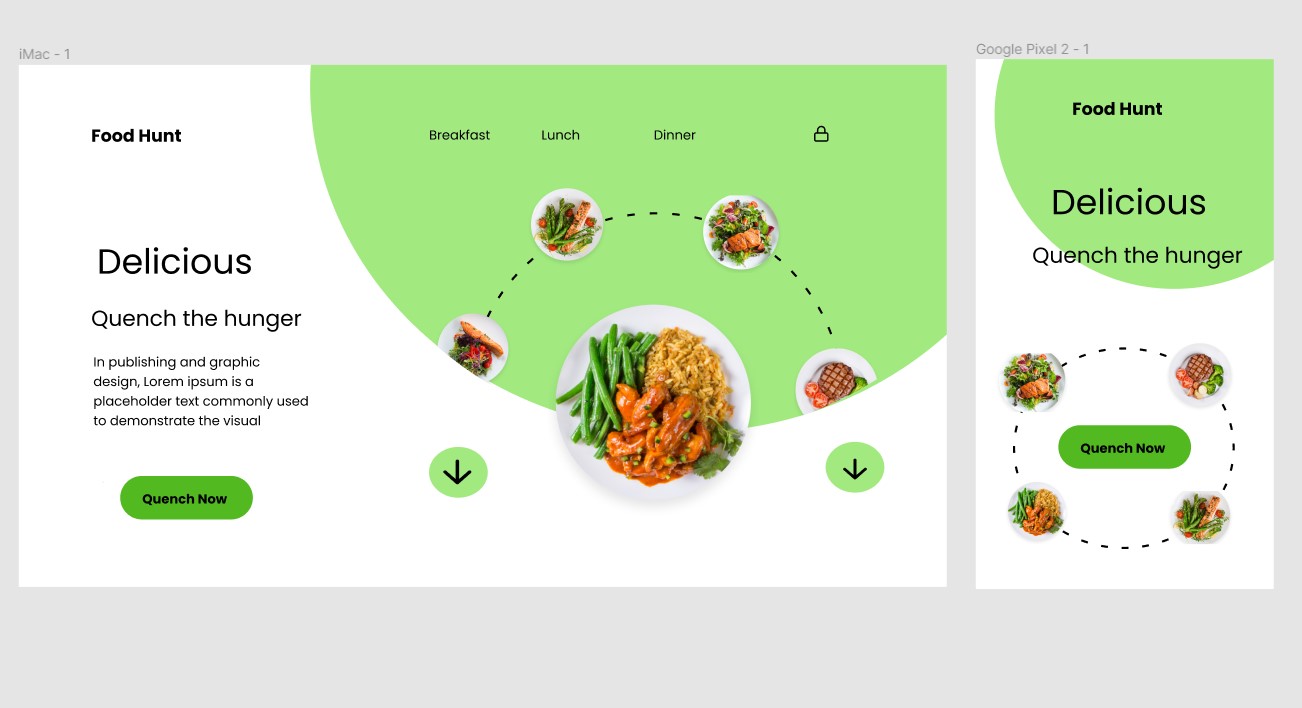 iMac - 1
Food Hunt
Breakfast
Lunch
Dinner
Delicious
Quench the hunger
In publishing and graphic
design, Lorem ipsum is a
placeholder text commonly used
to demonstrate the visual
Quench Now
Google Pixel 2 - 1
Food Hunt
Delicious
Quench the hunger
Quench Now